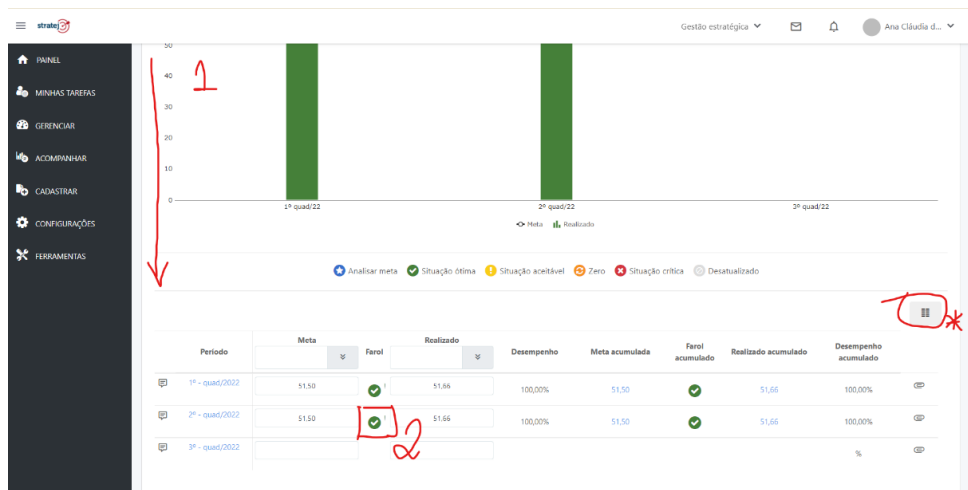 stratej
Gestão estratégica
Ana Cláudia d...
PAINEL
MINHAS TAREFAS
GERENCIAR
ACOMPANHAR
CADASTRAR
CONFIGURAÇÕES
FERRAMENTAS
1
50
40
30
20
10
0
1º quad/22
2º quad/22
3º quad/22
Meta Realizado
Analisar meta Situação ótima Situação aceitável Zero Situação crítica Desatualizado
*
Período Meta Farol Realizado Desempenho Meta acumulada Farol acumulado Realizado acumulado Desempenho acumulado
1º - quad/2022 51,50 1 51,66 100,00% 51,50 51,66 100,00%
2º - quad/2022 51,50 1 51,66 100,00% 51,50 51,66 100,00%
2
3º - quad/2022 %